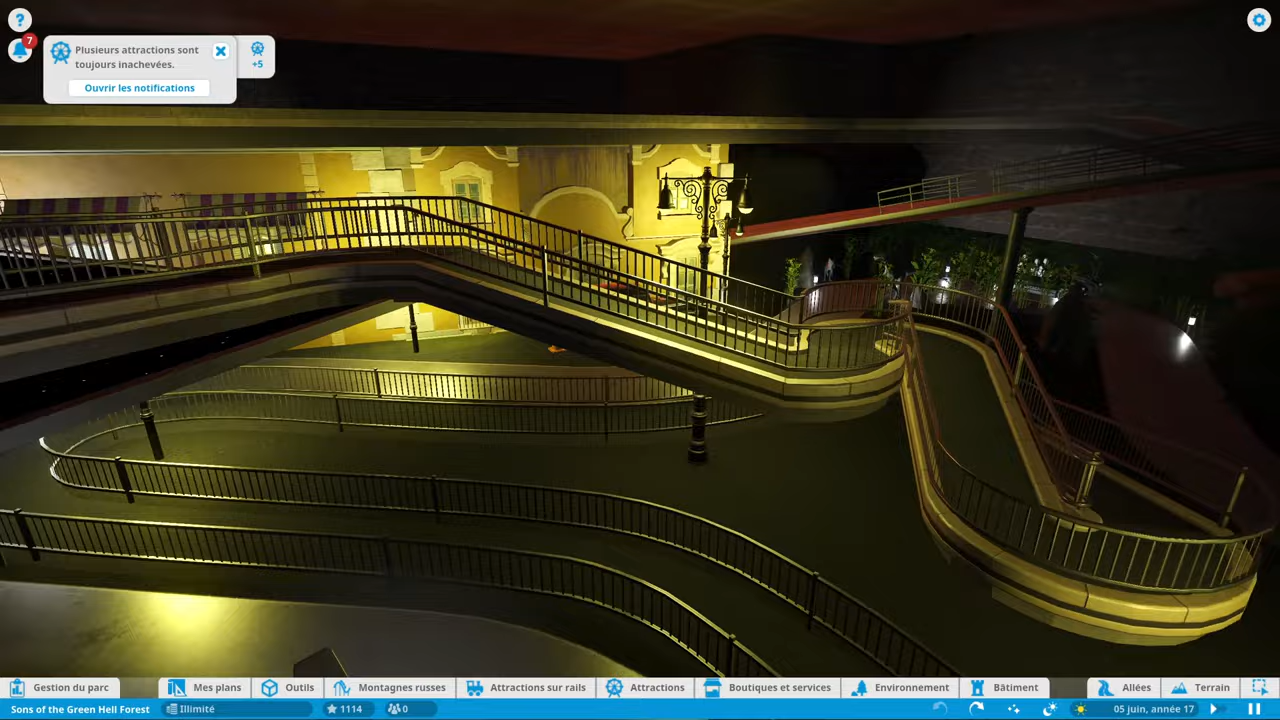 ?
7
Plusieurs attractions sont
toujours inachevées.
+5
Ouvrir les notifications
Gestion du parc
Mes plans
Outils
Montagnes russes
Attractions sur rails
Attractions
Boutiques et services
Environnement
Bâtiment
Allées
Terrain
Sons of the Green Hell Forest
Illimité
1114
0
05 juin, année 17